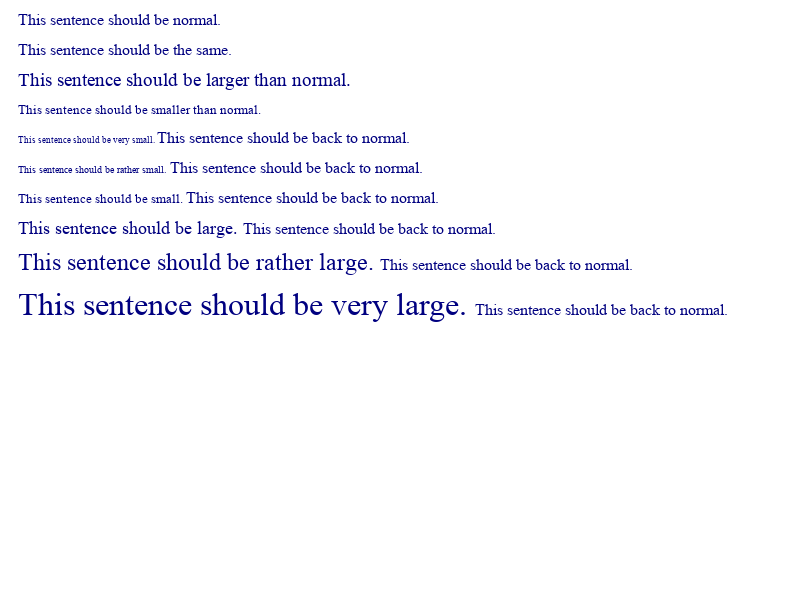 This sentence should be normal.
This sentence should be the same.
This sentence should be larger than normal.
This sentence should be smaller than normal.
This sentence should be very small. This sentence should be back to normal.
This sentence should be rather small. This sentence should be back to normal.
This sentence should be small. This sentence should be back to normal.
This sentence should be large. This sentence should be back to normal.
This sentence should be rather large. This sentence should be back to normal.
This sentence should be very large. This sentence should be back to normal.